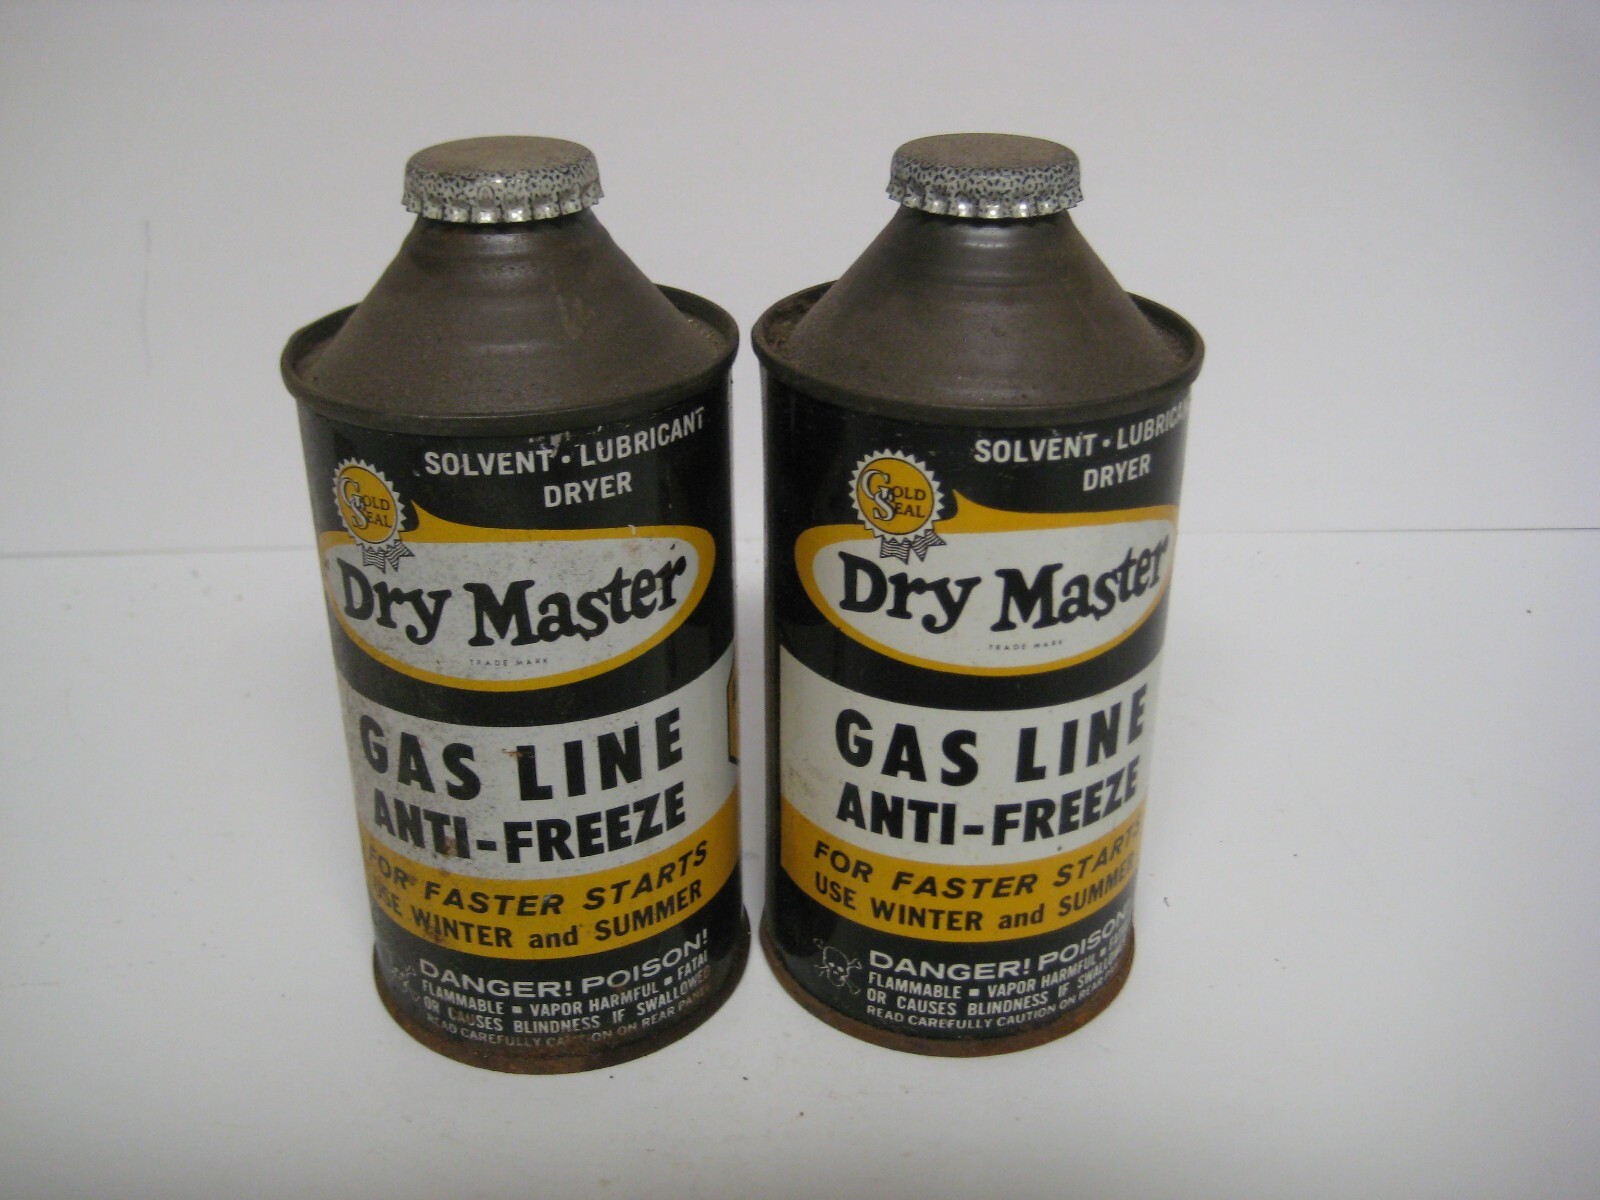 SOLVENT • LUBRICANT
DRYER
GOLD
SEAL
Dry Master
TRADE MARK
GAS LINE
ANTI-FREEZE
FOR FASTER STARTS
USE WINTER and SUMMER
DANGER! POISON!
FLAMMABLE ▪ VAPOR HARMFUL ▪ FATAL
OR CAUSES BLINDNESS IF SWALLOWED
READ CAREFULLY CAUTION ON REAR PANEL
SOLVENT • LUBRICAN
DRYER
GOLD
SEAL
Dry Master
TRADE MARK
GAS LINE
ANTI-FREEZE
FOR FASTER STARTS
USE WINTER and SUMMER
DANGER! POISON!
FLAMMABLE ▪ VAPOR HARMFUL ▪ FATAL
OR CAUSES BLINDNESS IF SWALLOWED
READ CAREFULLY CAUTION ON REAR